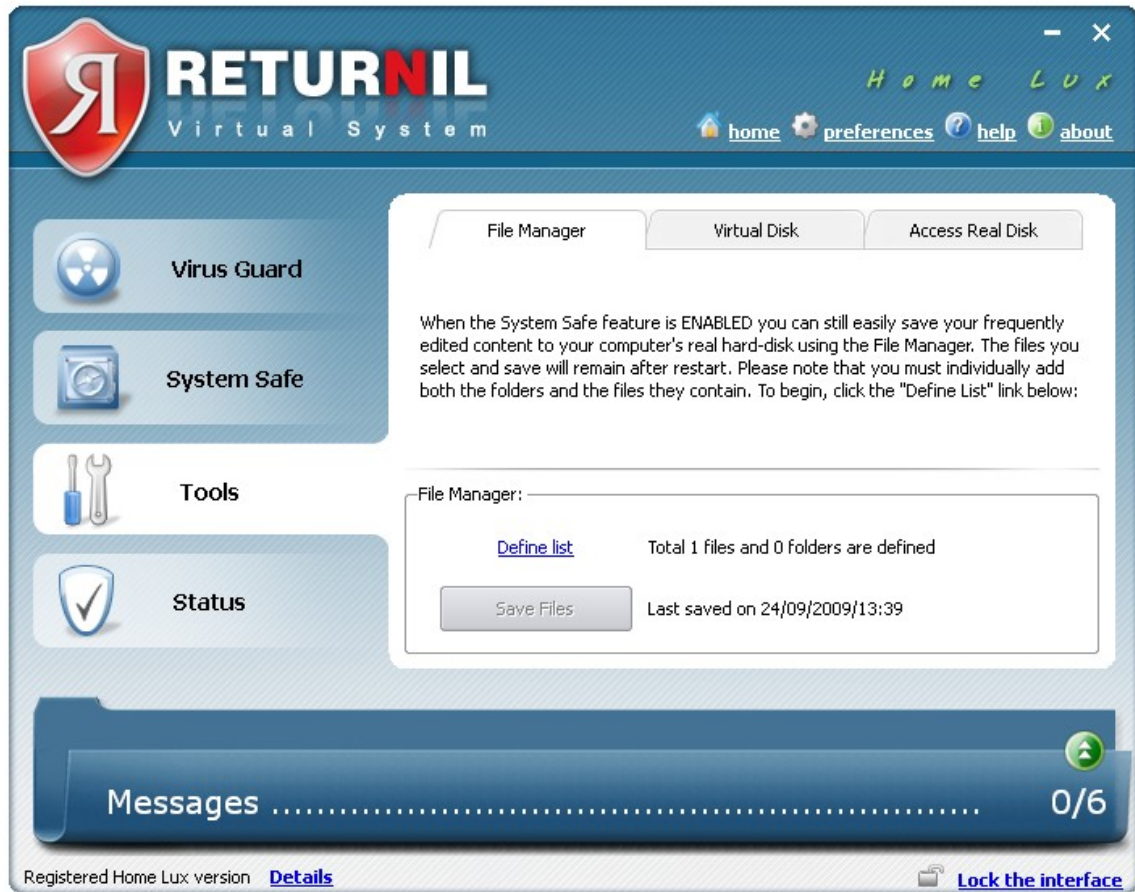 RETURNIL
Virtual System
Home Lux
home preferences help about
Virus Guard
System Safe
Tools
Status
File Manager Virtual Disk Access Real Disk
When the System Safe feature is ENABLED you can still easily save your frequently
edited content to your computer's real hard-disk using the File Manager. The files you
select and save will remain after restart. Please note that you must individually add
both the folders and the files they contain. To begin, click the "Define List" link below:
File Manager:
Define list Total 1 files and 0 folders are defined
Save Files Last saved on 24/09/2009/13:39
Messages ............................................................ 0/6
Registered Home Lux version Details Lock the interface